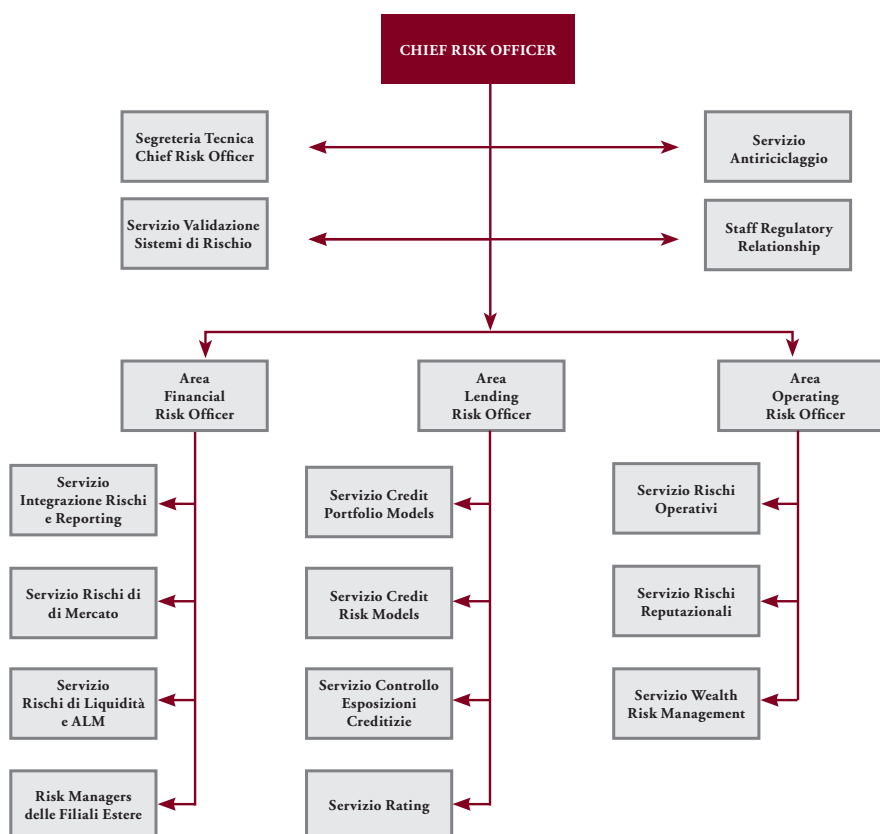 CHIEF RISK OFFICER
Segreteria Tecnica
Chief Risk Officer
Servizio
Antiriciclaggio
Servizio Validazione
Sistemi di Rischio
Staff Regulatory
Relationship
Area
Financial
Risk Officer
Area
Lending
Risk Officer
Area
Operating
Risk Officer
Servizio
Integrazione Rischi
e Reporting
Servizio Credit
Portfolio Models
Servizio Rischi
Operativi
Servizio Rischi di
di Mercato
Servizio Credit
Risk Models
Servizio Rischi
Reputazionali
Servizio
Rischi di Liquidità
e ALM
Servizio Controllo
Esposizioni
Creditizie
Servizio Wealth
Risk Management
Risk Managers
delle Filiali Estere
Servizio Rating